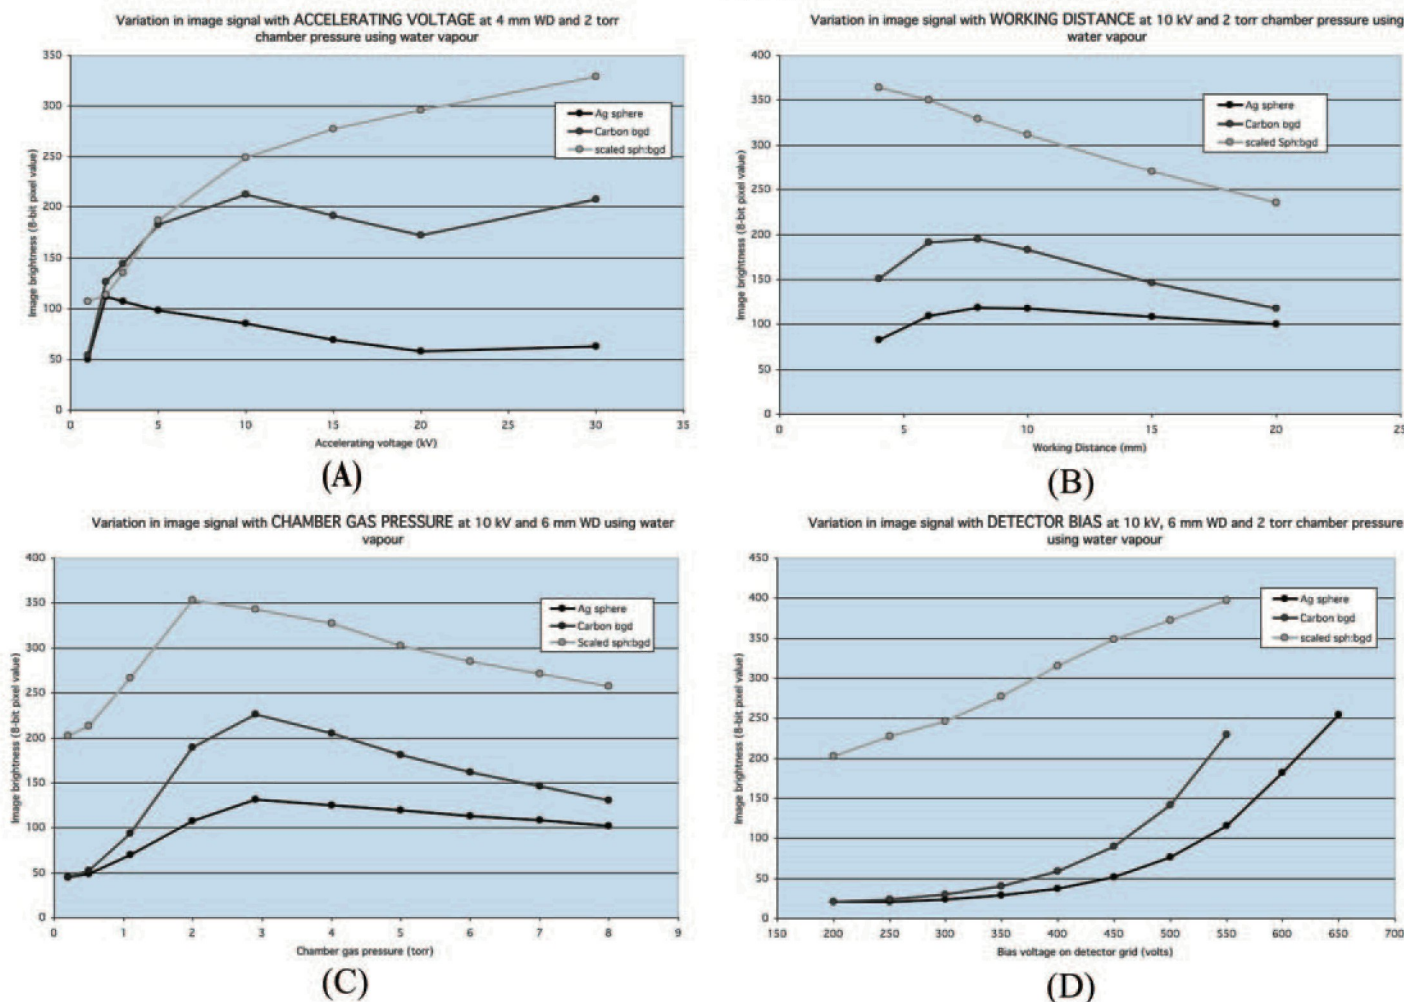 Variation in image signal with ACCELERATING VOLTAGE at 4 mm WD and 2 torr
chamber pressure using water vapour
350
300
250
200
150
100
50
0
Image brightness (8-bit pixel value)
Ag sphere
Carbon bgd
scaled sph:bgd
0 5 10 15 20 25 30 35
Accelerating voltage (kV)
(A)
Variation in image signal with WORKING DISTANCE at 10 kV and 2 torr chamber pressure using
water vapour
400
350
300
250
200
150
100
50
0
Image brightness (8-bit pixel value)
Ag sphere
Carbon bgd
scaled Sph:bgd
0 5 10 15 20 25
Working Distance (mm)
(B)
Variation in image signal with CHAMBER GAS PRESSURE at 10 kV and 6 mm WD using water
vapour
400
350
300
250
200
150
100
50
0
Image brightness (8-bit pixel value)
Ag sphere
Carbon bgd
Scaled sph:bgd
0 1 2 3 4 5 6 7 8 9
Chamber gas pressure (torr)
(C)
Variation in image signal with DETECTOR BIAS at 10 kV, 6 mm WD and 2 torr chamber pressure
using water vapour
450
400
350
300
250
200
150
100
50
0
Image brightness (8-bit pixel value)
Ag sphere
Carbon bgd
scaled sph:bgd
150 200 250 300 350 400 450 500 550 600 650 700
Bias voltage on detector grid (volts)
(D)